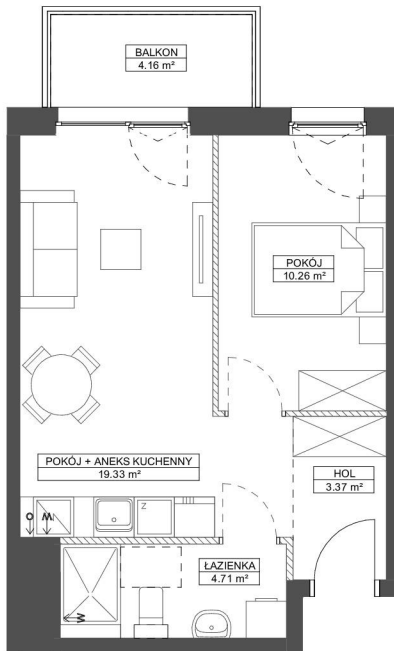 BALKON
4.16 m²
POKÓJ
10.26 m²
POKÓJ + ANEKS KUCHENNY
19.33 m²
HOL
3.37 m²
O
W
Z
ŁAZIENKA
4.71 m²
W